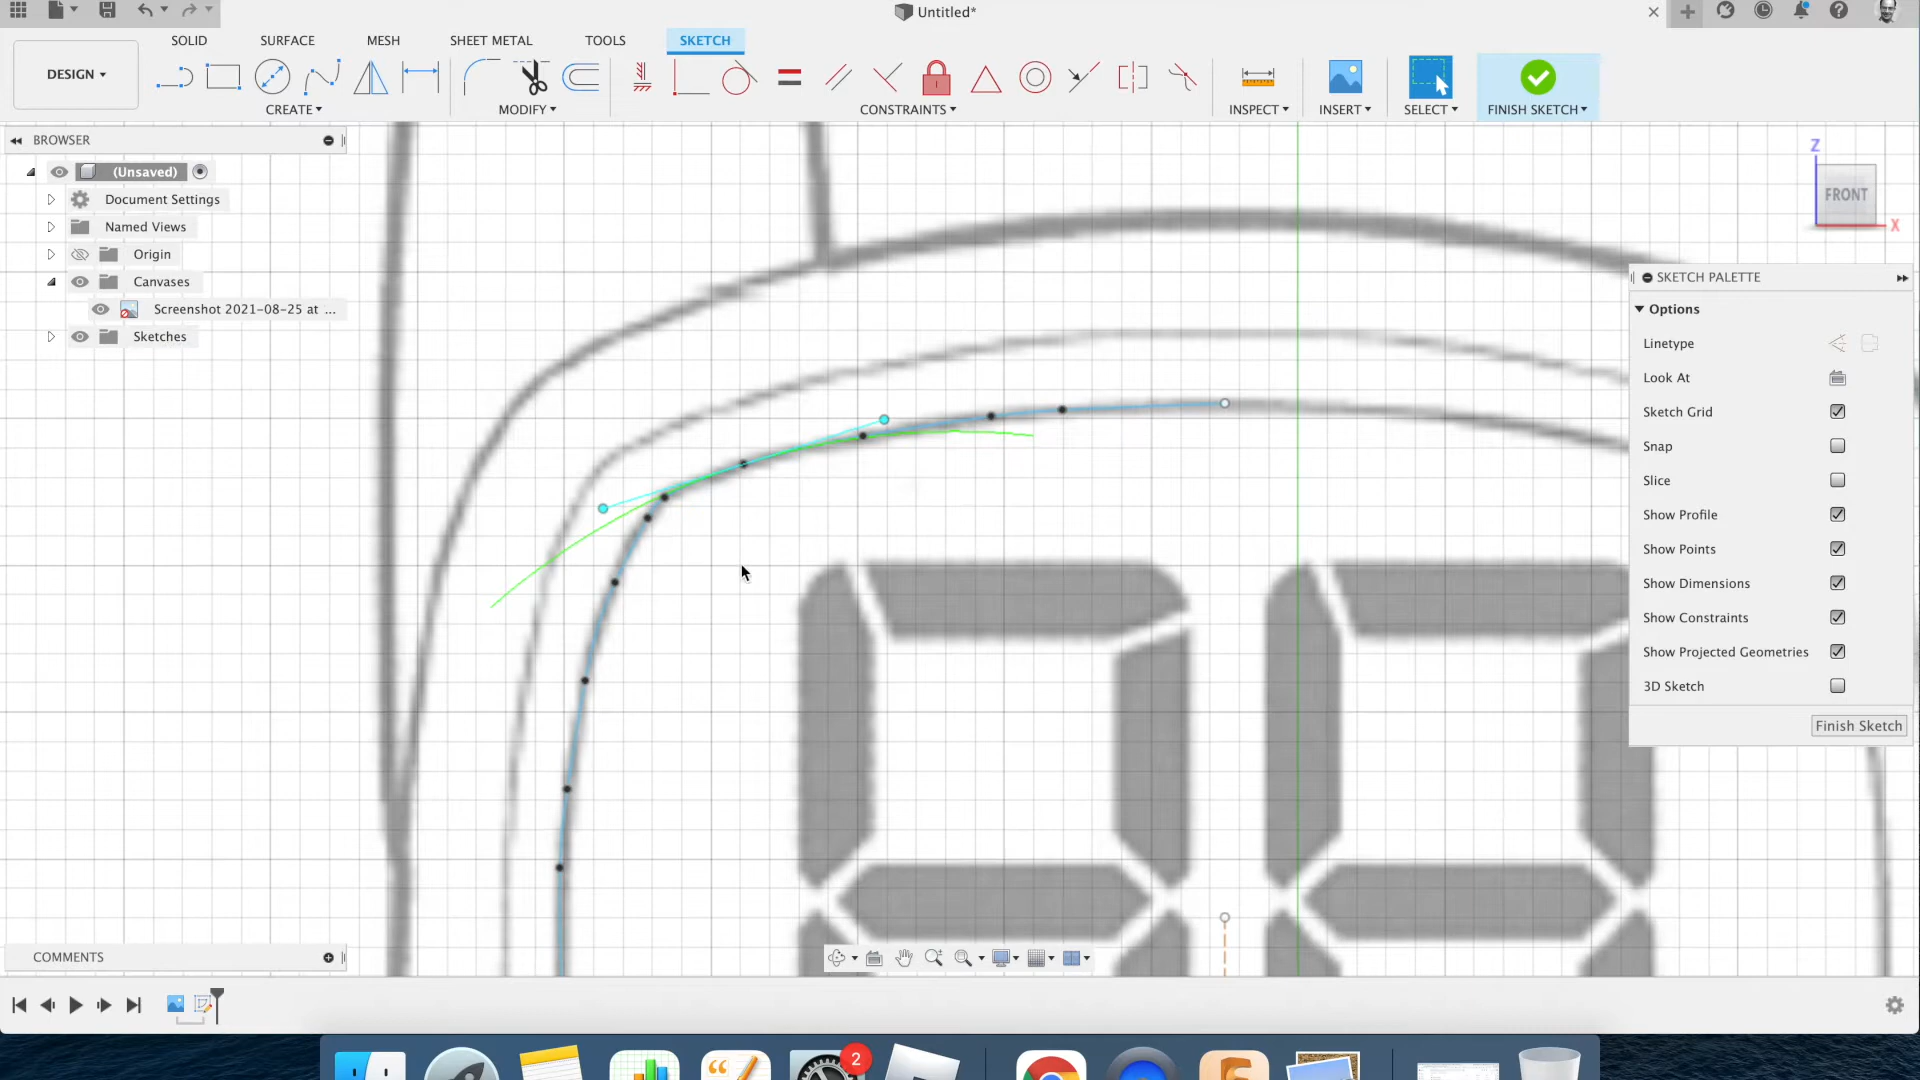 Untitled*
SOLID SURFACE MESH SHEET METAL TOOLS SKETCH
DESIGN
CREATE MODIFY CONSTRAINTS INSPECT INSERT SELECT FINISH SKETCH
BROWSER
(Unsaved)
Document Settings
Named Views
Origin
Canvases
Screenshot 2021-08-25 at ...
Sketches
Z
FRONT
X
SKETCH PALETTE
Options
Linetype
Look At
Sketch Grid
Snap
Slice
Show Profile
Show Points
Show Dimensions
Show Constraints
Show Projected Geometries
3D Sketch
Finish Sketch
COMMENTS
2